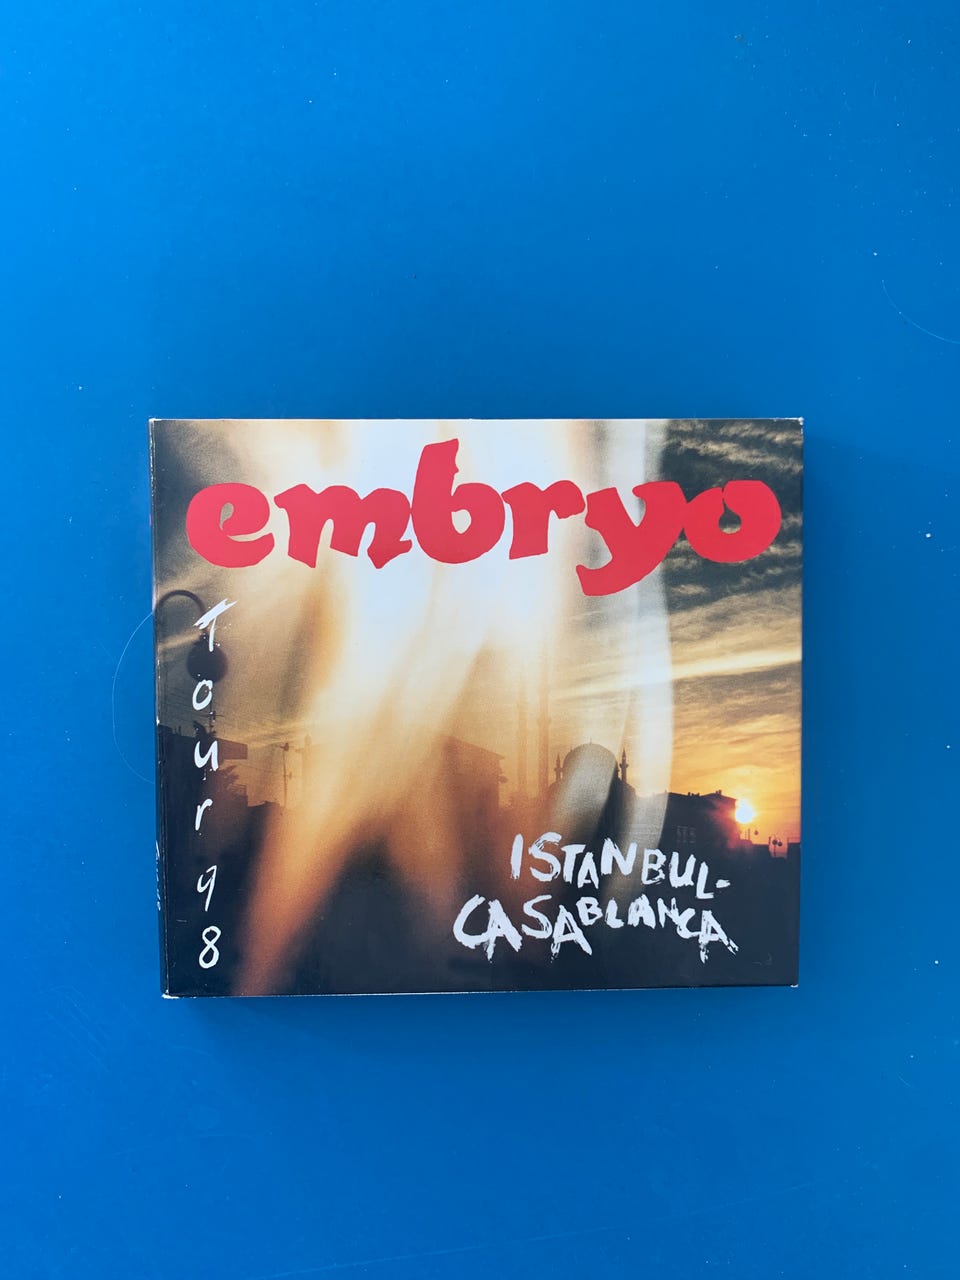 embryo
Tour 98
ISTANBUL-
CASABLANCA